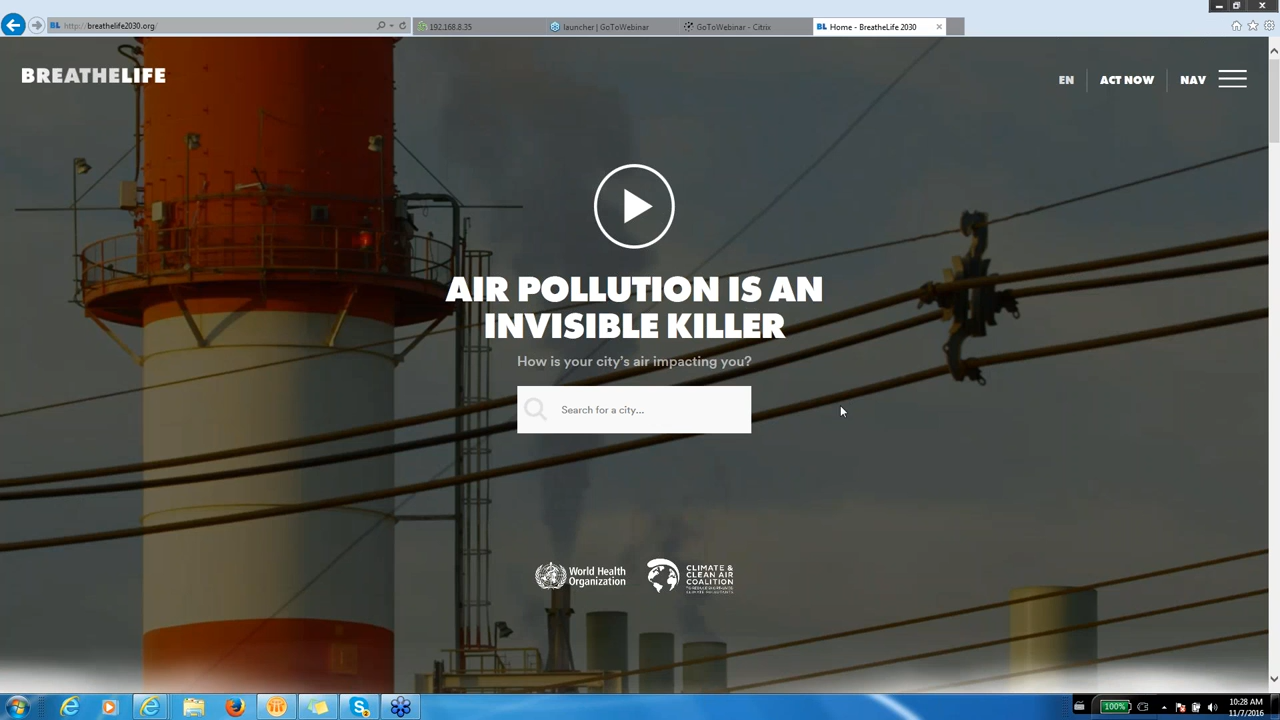 http://breathelife2030.org/
192.168.8.35
launcher | GoToWebinar
GoToWebinar - Citrix
BL Home - BreatheLife 2030
BREATHELIFE
EN
ACT NOW
NAV
AIR POLLUTION IS AN
INVISIBLE KILLER
How is your city's air impacting you?
Search for a city...
World Health
Organization
CLIMATE &
CLEAN AIR
COALITION
100%
10:28 AM
11/7/2016